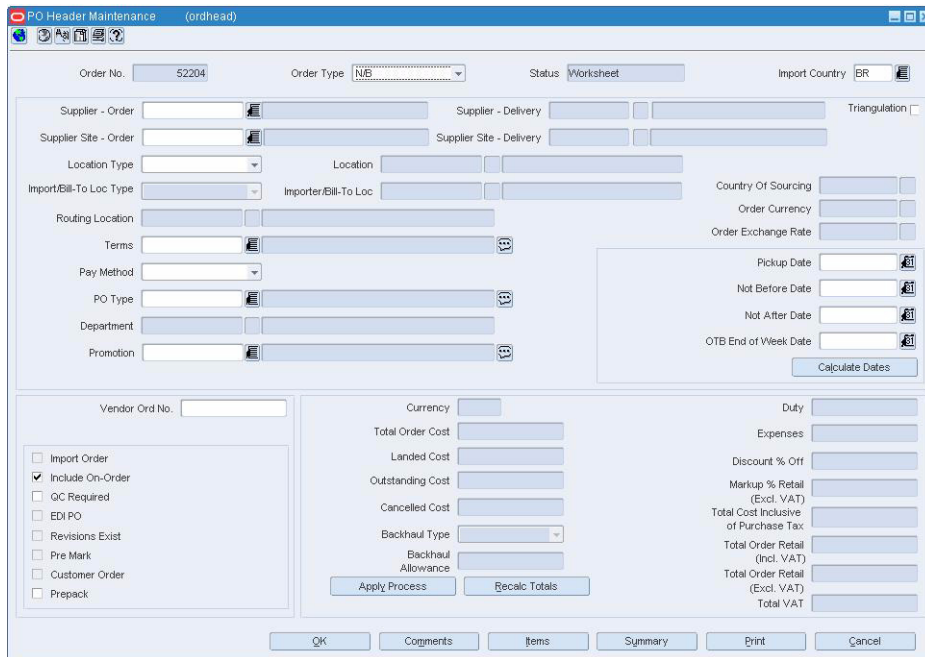 PO Header Maintenance (ordhead)
Order No. 52204 Order Type N/B Status Worksheet Import Country BR
Supplier - Order Supplier - Delivery Triangulation
Supplier Site - Order Supplier Site - Delivery
Location Type Location
Import/Bill-To Loc Type Importer/Bill-To Loc Country Of Sourcing
Order Currency
Routing Location Order Exchange Rate
Terms
Pickup Date
Pay Method
Not Before Date
PO Type
Not After Date
Department
OTB End of Week Date
Promotion
Calculate Dates
Vendor Ord No. Currency Duty
Total Order Cost Expenses
Import Order Landed Cost Discount % Off
Include On-Order Outstanding Cost Markup % Retail
(Excl. VAT)
QC Required Cancelled Cost Total Cost Inclusive
of Purchase Tax
EDI PO
Revisions Exist Backhaul Type Total Order Retail
(Incl. VAT)
Pre Mark Backhaul
Allowance
Customer Order Total Order Retail
(Excl. VAT)
Prepack Apply Process Recalc Totals
Total VAT
OK Comments Items Summary Print Cancel